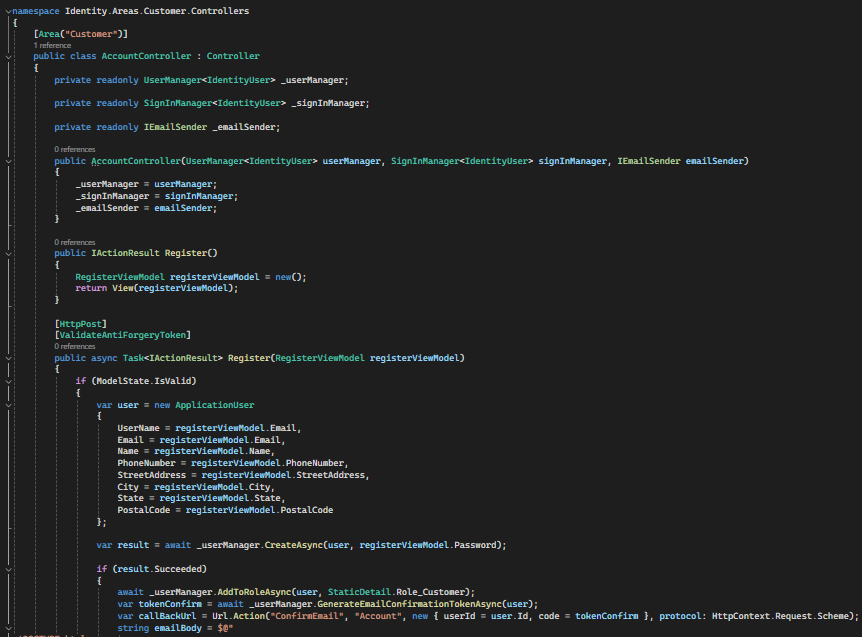 namespace Identity.Areas.Customer.Controllers
{
[Area("Customer")]
1 reference
public class AccountController : Controller
{
private readonly UserManager<IdentityUser> _userManager;
private readonly SignInManager<IdentityUser> _signInManager;
private readonly IEmailSender _emailSender;
0 references
public AccountController(UserManager<IdentityUser> userManager, SignInManager<IdentityUser> signInManager, IEmailSender emailSender)
{
_userManager = userManager;
_signInManager = signInManager;
_emailSender = emailSender;
}
0 references
public IActionResult Register()
{
RegisterViewModel registerViewModel = new();
return View(registerViewModel);
}
[HttpPost]
[ValidateAntiForgeryToken]
0 references
public async Task<IActionResult> Register(RegisterViewModel registerViewModel)
{
if (ModelState.IsValid)
{
var user = new ApplicationUser
{
UserName = registerViewModel.Email,
Email = registerViewModel.Email,
Name = registerViewModel.Name,
PhoneNumber = registerViewModel.PhoneNumber,
StreetAddress = registerViewModel.StreetAddress,
City = registerViewModel.City,
State = registerViewModel.State,
PostalCode = registerViewModel.PostalCode
};
var result = await _userManager.CreateAsync(user, registerViewModel.Password);
if (result.Succeeded)
{
await _userManager.AddToRoleAsync(user, StaticDetail.Role_Customer);
var tokenConfirm = await _userManager.GenerateEmailConfirmationTokenAsync(user);
var callBackUrl = Url.Action("ConfirmEmail", "Account", new { userId = user.Id, code = tokenConfirm }, protocol: HttpContext.Request.Scheme);
string emailBody = $@"